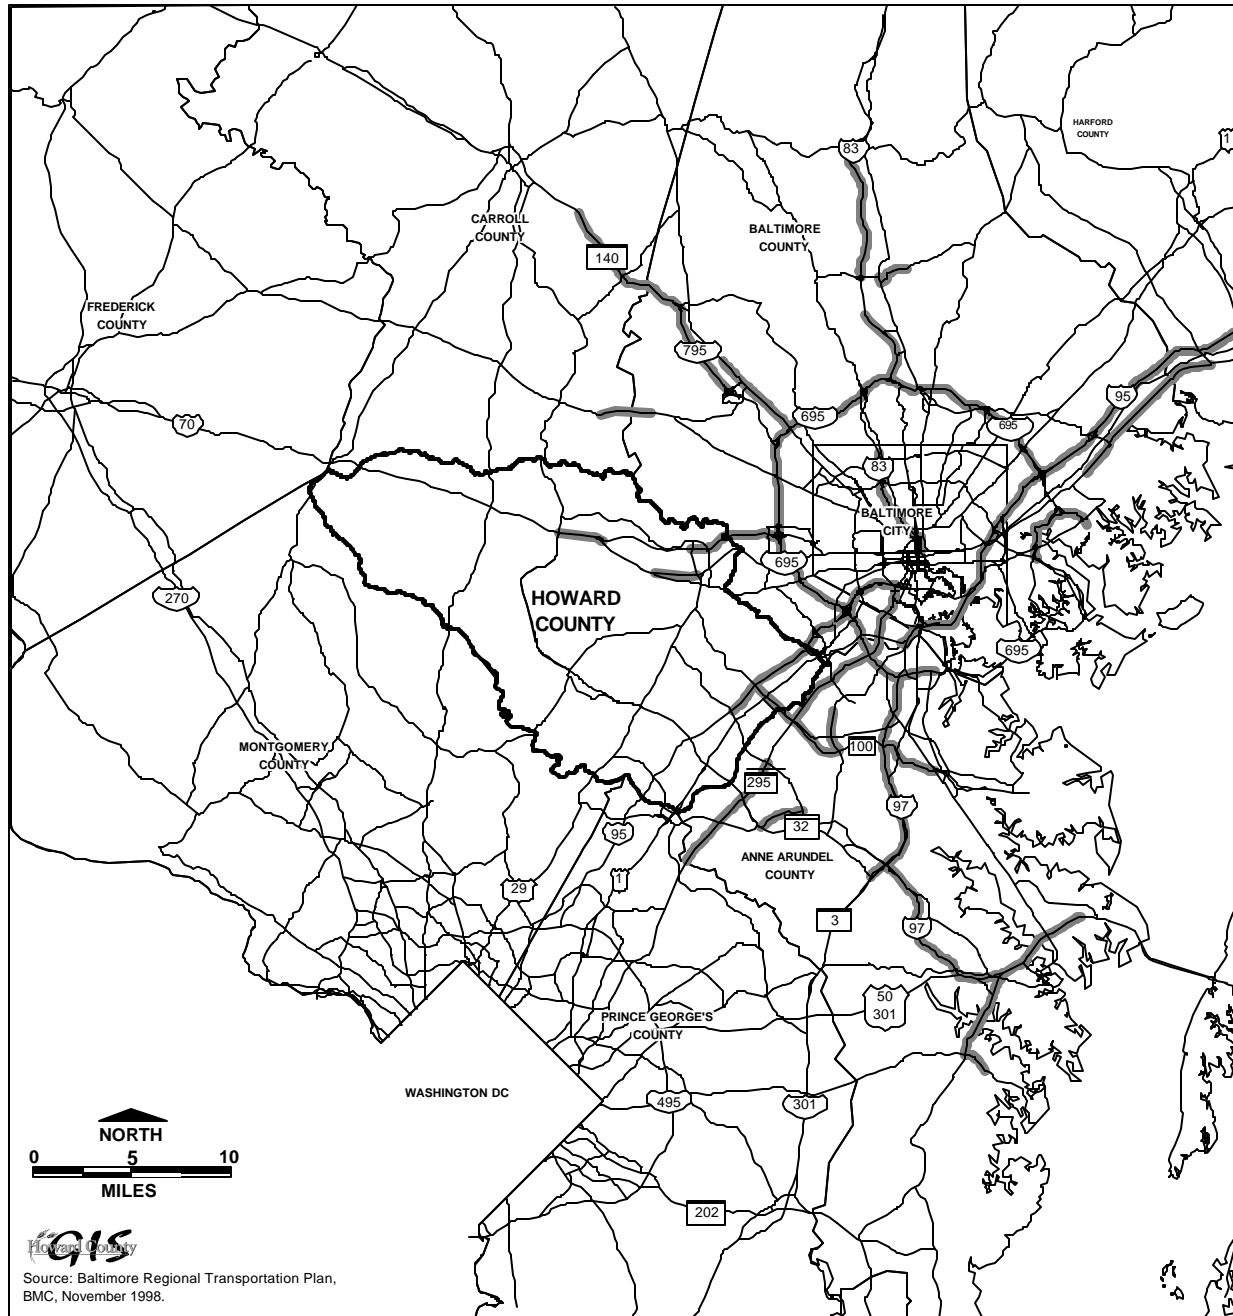 83
HARFORD
COUNTY
1
CARROLL
COUNTY
BALTIMORE
COUNTY
140
FREDERICK
COUNTY
795
95
70
695
695
83
BALTIMORE
CITY
695
270
HOWARD
COUNTY
695
MONTGOMERY
COUNTY
100
295
97
95
32
ANNE ARUNDEL
COUNTY
29
1
3
97
50
301
PRINCE GEORGE'S
COUNTY
WASHINGTON DC
495
301
NORTH
0 5 10
MILES
202
Howard County
GIS
Source: Baltimore Regional Transportation Plan,
BMC, November 1998.